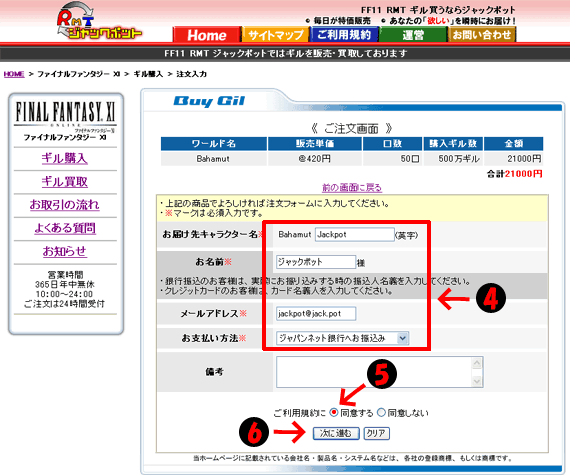 RMT
ジャックポット
FF11 RMT ギル買うならジャックポット
● 毎日が特価販売 ● あなたの「欲しい」を瞬時にお届け!
Home
サイトマップ
ご利用規約
運営
お問い合わせ
FF11 RMT ジャックポットではギルを販売・買取しております
HOME > ファイナルファンタジー XI > ギル購入 > 注文入力
FINAL FANTASY XI
ONLINE ファイナルファンタジーXI
ファイナルファンタジー XI
ギル購入
ギル買取
お取引の流れ
よくある質問
お知らせ
営業時間
365日年中無休
10:00~24:00
ご注文は24時間受付
Buy Gil
《 ご注文画面 》
ワールド名 販売単価 口数 購入ギル数 金額
Bahamut @420円 50口 500万ギル 21000円
合計21000円
前の画面に戻る
・上記の商品でよろしければ注文フォームに入力してください。
・※マークは必須入力です。
お届け先キャラクター名※ Bahamut Jackpot (英字)
お名前※ ジャックポット 様
・銀行振込のお客様は、実際にお振り込みする時の振込人名義を入力してください。
・クレジットカードのお客様は、カード名義人を入力してください。
メールアドレス※ jackpot@jack.pot
お支払い方法※ ジャパンネット銀行へお振込み
4
備考
5
ご利用規約に 同意する 同意しない
6
次に進む クリア
当ホームページに記載されている会社名・製品名・システム名などは、各社の登録商標、もしくは商標です。